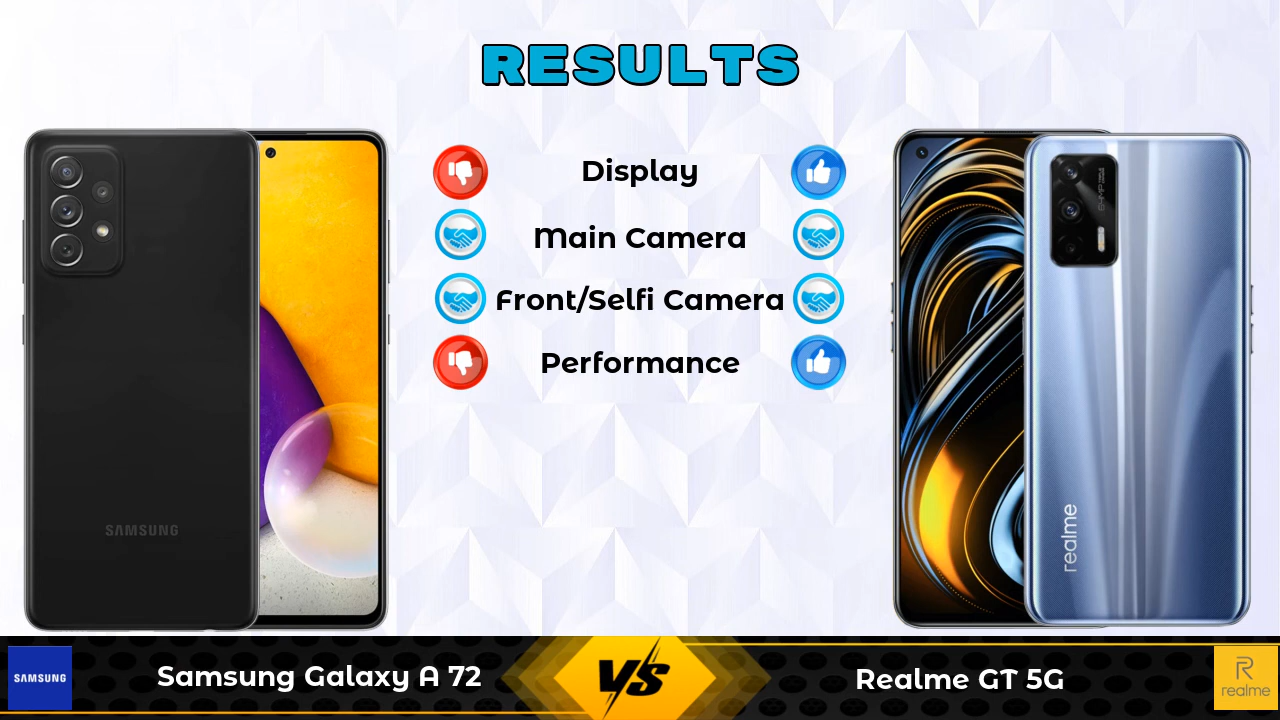 RESULTS
Display
Main Camera
Front/Selfi Camera
Performance
SAMSUNG
realme
SAMSUNG
Samsung Galaxy A 72
VS
Realme GT 5G
R
realme